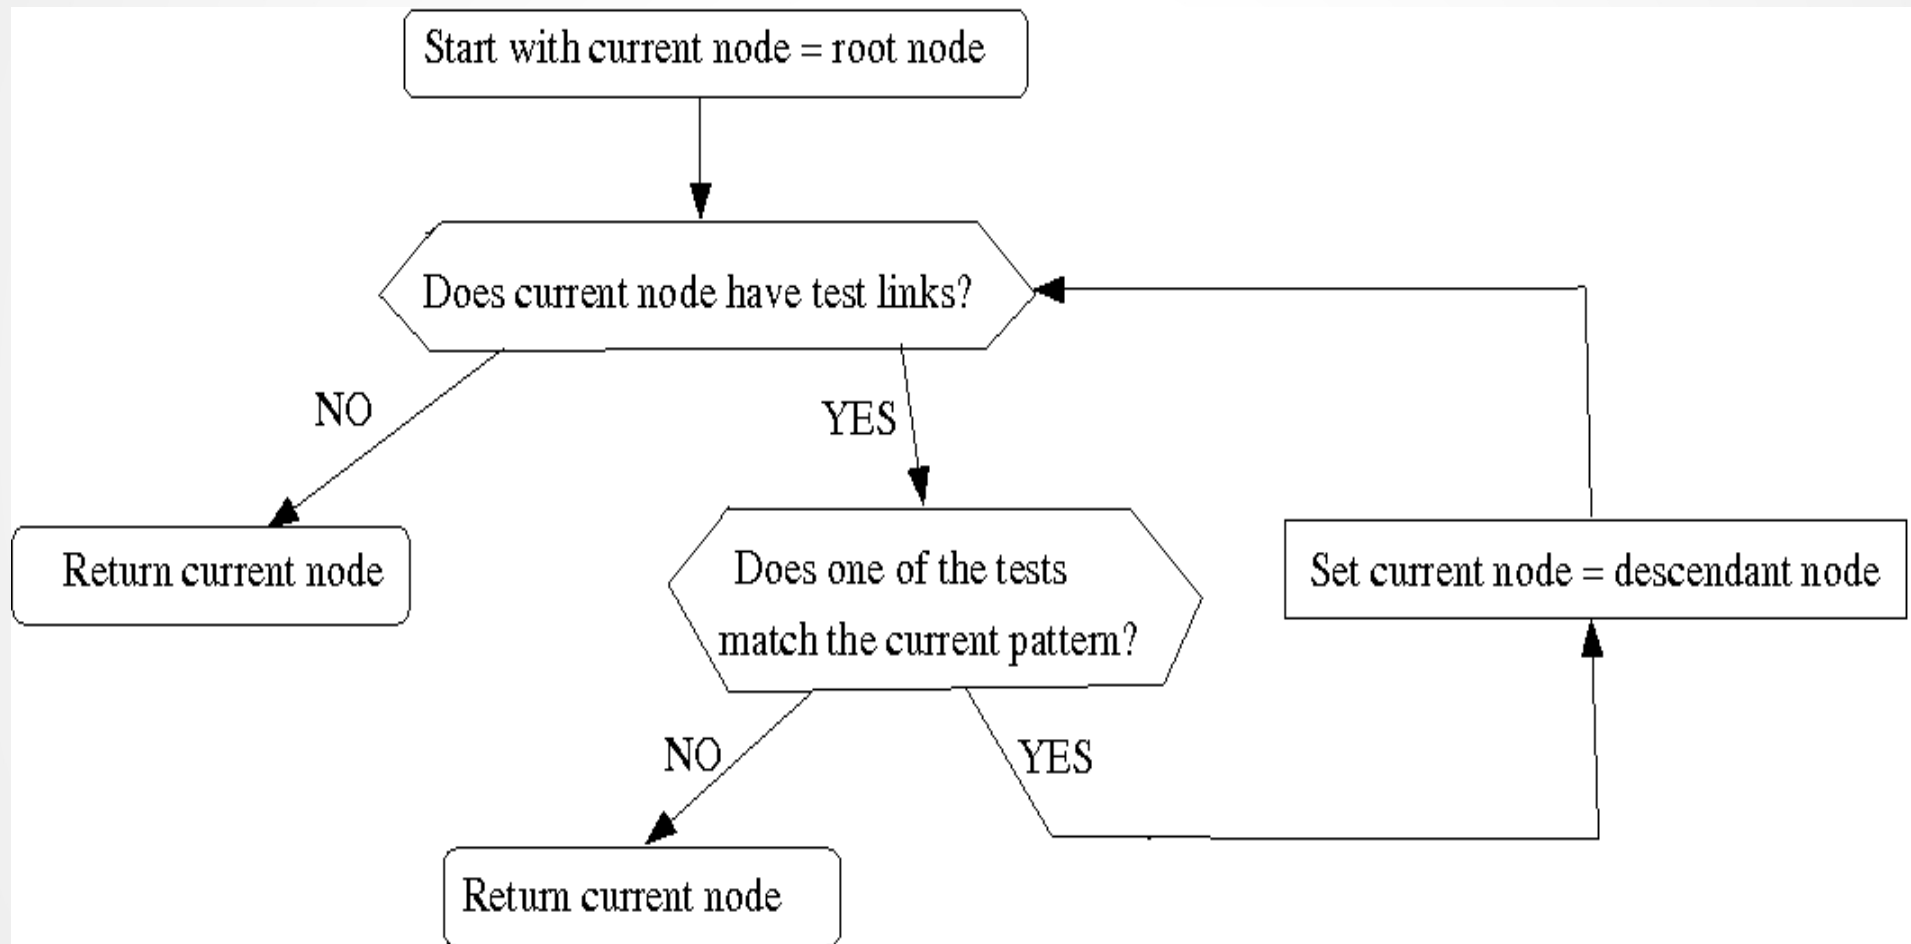 Start with current node = root node
Does current node have test links?
NO
YES
Return current node
Does one of the tests
match the current pattern?
Set current node = descendant node
NO
YES
Return current node